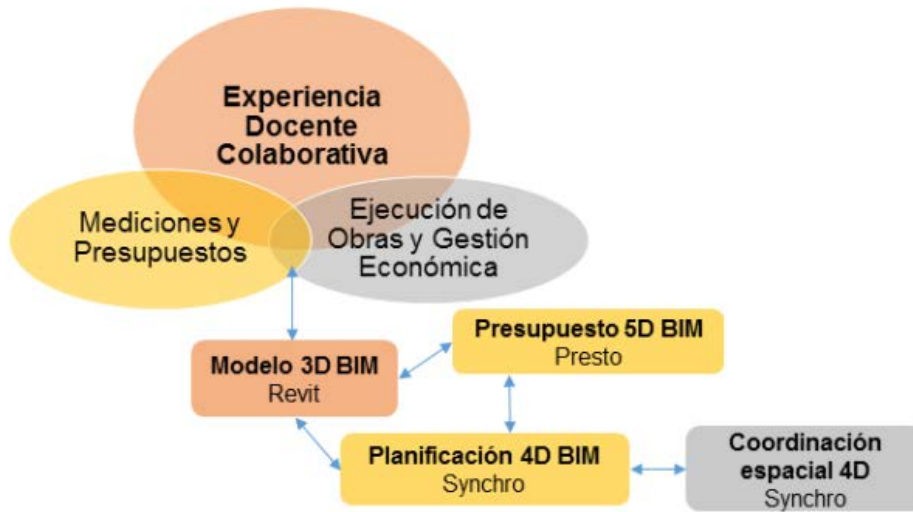 Experiencia
Docente
Colaborativa
Mediciones y
Presupuestos
Ejecución de
Obras y Gestión
Económica
Modelo 3D BIM
Revit
Presupuesto 5D BIM
Presto
Planificación 4D BIM
Synchro
Coordinación
espacial 4D
Synchro